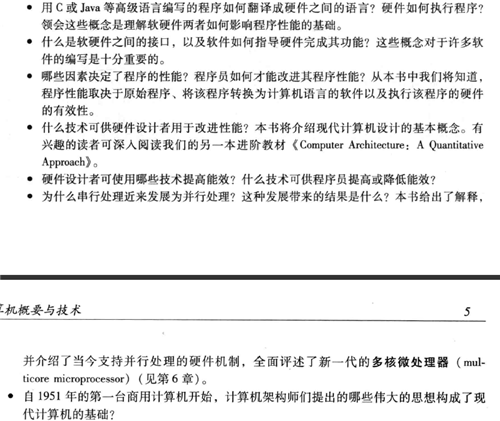 • 用 C 或 Java 等高级语言编写的程序如何翻译成硬件之间的语言？硬件如何执行程序？
领会这些概念是理解软硬件两者如何影响程序性能的基础。
• 什么是软硬件之间的接口，以及软件如何指导硬件完成其功能？这些概念对于许多软
件的编写是十分重要的。
• 哪些因素决定了程序的性能？程序员如何才能改进其程序性能？从本书中我们将知道，
程序性能取决于原始程序、将该程序转换为计算机语言的软件以及执行该程序的硬件
的有效性。
• 什么技术可供硬件设计者用于改进性能？本书将介绍现代计算机设计的基本概念。有
兴趣的读者可深入阅读我们的另一本进阶教材《Computer Architecture：A Quantitative
Approach》。
• 硬件设计者可使用哪些技术提高能效？什么技术可供程序员提高或降低能效？
• 为什么串行处理近来发展为并行处理？这种发展带来的结果是什么？本书给出了解释，
算机概要与技术 5
并介绍了当今支持并行处理的硬件机制，全面评述了新一代的多核微处理器（mul-
ticore microprocessor）（见第 6 章）。
• 自 1951 年的第一台商用计算机开始，计算机架构师们提出的哪些伟大的思想构成了现
代计算机的基础？